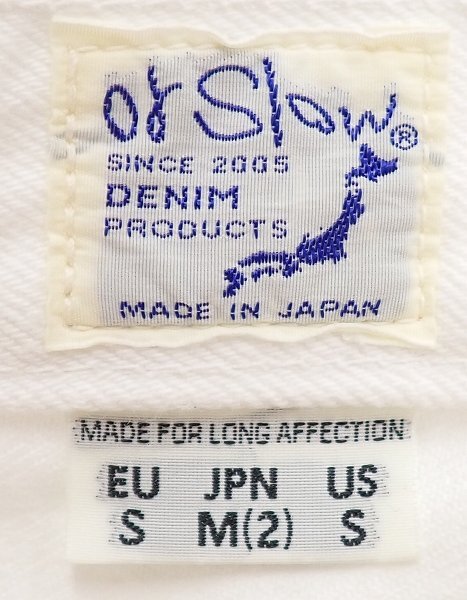 or Slow®
SINCE 2005
DENIM
PRODUCTS
MADE IN JAPAN
MADE FOR LONG AFFECTION
EU JPN US
S M(2) S